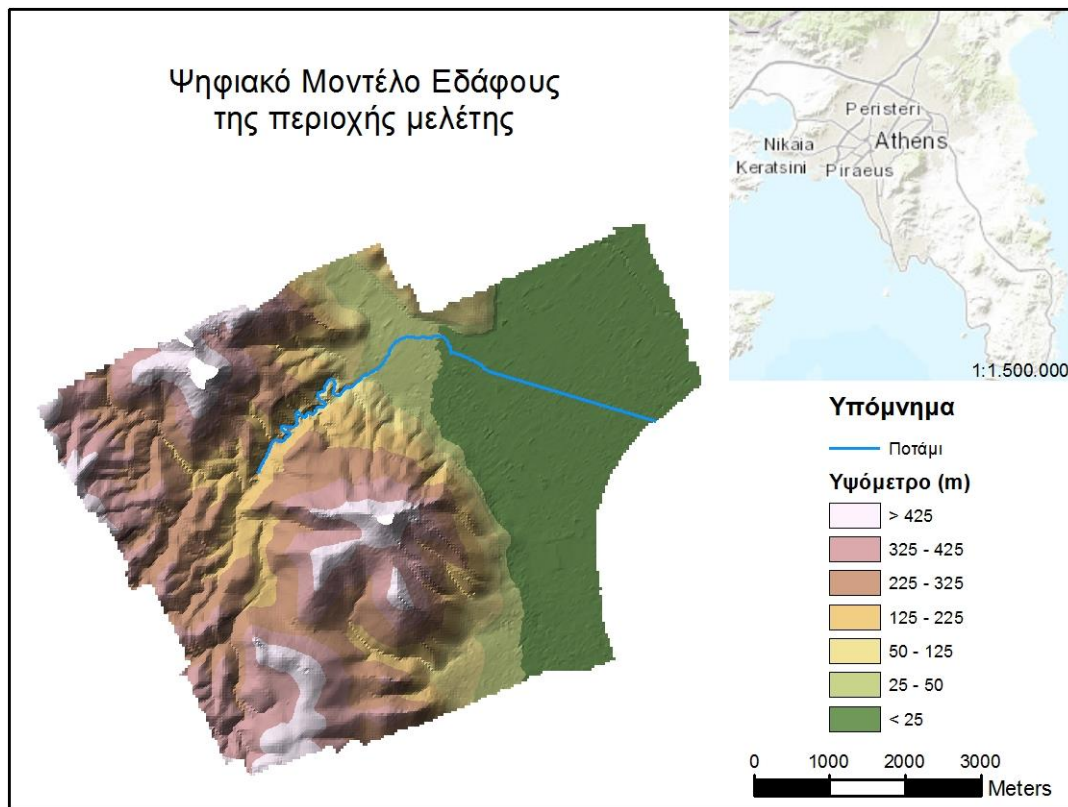 Ψηφιακό Μοντέλο Εδάφους
της περιοχής μελέτης
Peristeri
Athens
Nikaia
Keratsini
Piraeus
1:1.500.000
Υπόμνημα
Ποτάμι
Υψόμετρο (m)
> 425
325 - 425
225 - 325
125 - 225
50 - 125
25 - 50
< 25
0 1000 2000 3000
Meters